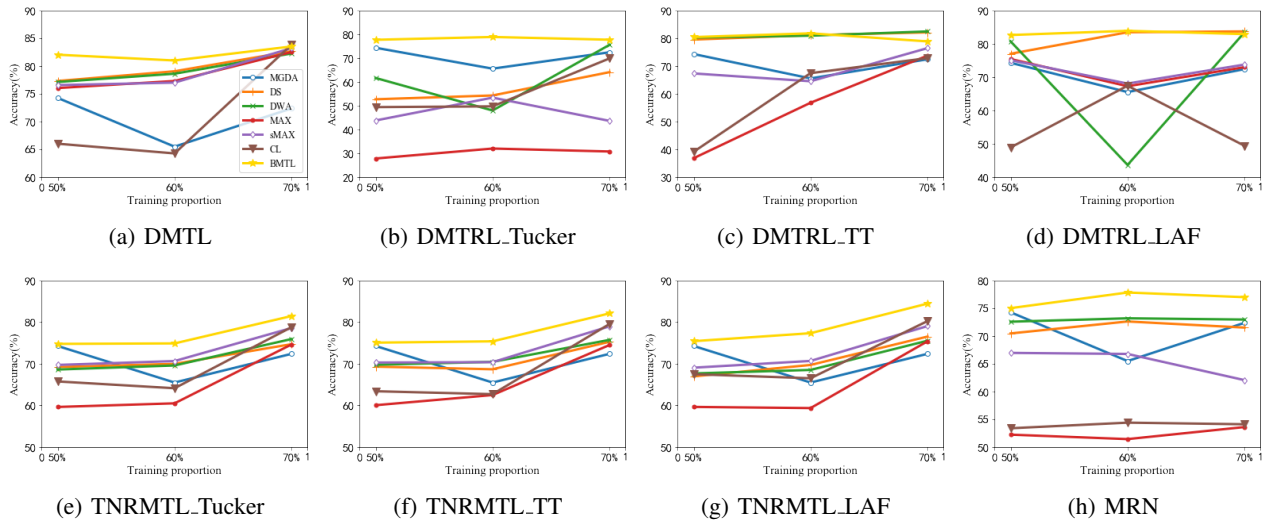 90
85
80
75
70
65
60
Accuracy(%)
MGDA
DS
DWA
MAX
sMAX
CL
BMTL
0 50% 60% 70% 1
Training proportion
(a) DMTL
90
80
70
60
50
40
30
20
Accuracy(%)
0 50% 60% 70% 1
Training proportion
(b) DMTRL_Tucker
90
80
70
60
50
40
30
Accuracy(%)
0 50% 60% 70% 1
Training proportion
(c) DMTRL_TT
90
80
70
60
50
40
Accuracy(%)
0 50% 60% 70% 1
Training proportion
(d) DMTRL_LAF
90
80
70
60
50
Accuracy(%)
0 50% 60% 70% 1
Training proportion
(e) TNRMTL_Tucker
90
80
70
60
50
Accuracy(%)
0 50% 60% 70% 1
Training proportion
(f) TNRMTL_TT
90
80
70
60
50
Accuracy(%)
0 50% 60% 70% 1
Training proportion
(g) TNRMTL_LAF
80
75
70
65
60
55
50
Accuracy(%)
0 50% 60% 70% 1
Training proportion
(h) MRN